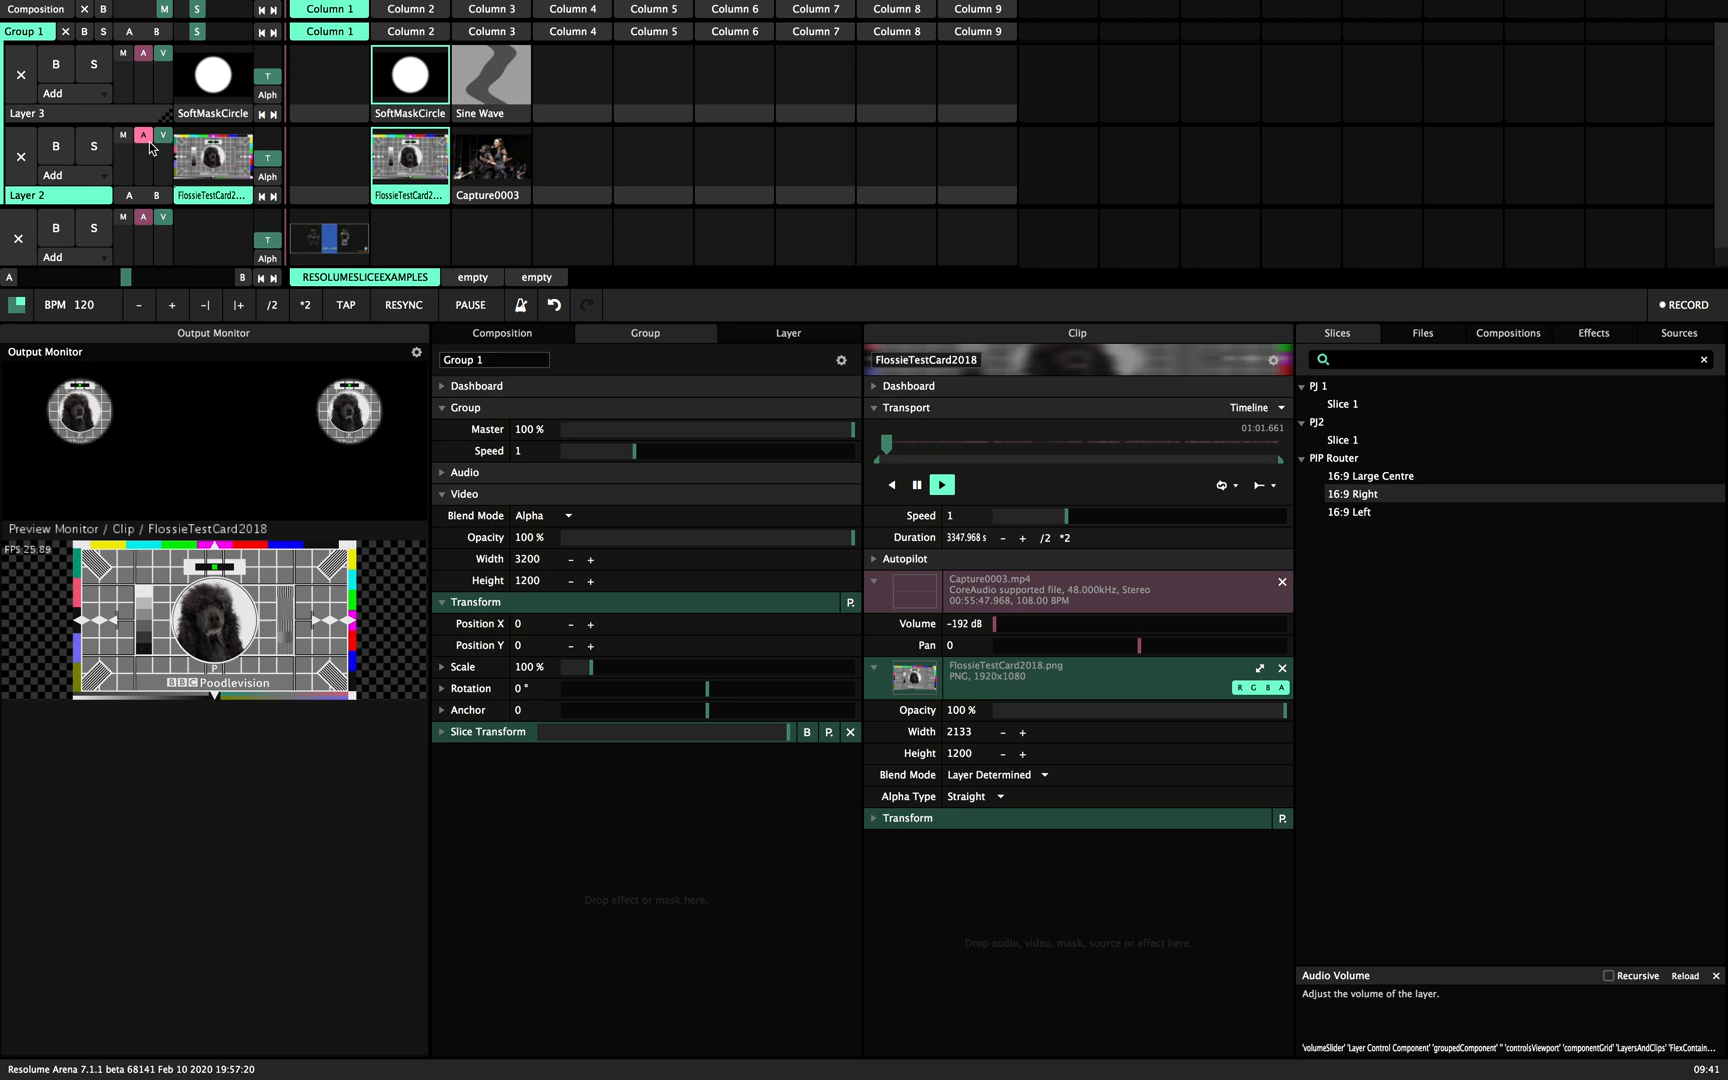 Composition B M S Column 1 Column 2 Column 3 Column 4 Column 5 Column 6 Column 7 Column 8 Column 9
Group 1 B S A B S Column 1 Column 2 Column 3 Column 4 Column 5 Column 6 Column 7 Column 8 Column 9
M A V
B S T
Add Alph
Layer 3 SoftMaskCircle SoftMaskCircle Sine Wave
M A V
B S T
Add Alph
Layer 2 A B FlossieTestCard2... FlossieTestCard2... Capture0003
M A V
B S T
Add Alph
A B RESOLUMESLICEEXAMPLES empty empty
BPM 120 - + -| |+ /2 *2 TAP RESYNC PAUSE RECORD
Output Monitor
Output Monitor
Preview Monitor / Clip / FlossieTestCard2018
FPS 25.89
P
BBC Poodlevision
Composition Group Layer
Group 1
Dashboard
Group
Master 100 %
Speed 1
Audio
Video
Blend Mode Alpha
Opacity 100 %
Width 3200 - +
Height 1200 - +
Transform P.
Position X 0 - +
Position Y 0 - +
Scale 100 %
Rotation 0 °
Anchor 0
Slice Transform B P.
Drop effect or mask here.
Clip
FlossieTestCard2018
Dashboard
Transport Timeline
01:01.661
Speed 1
Duration 3347.968 s - + /2 *2
Autopilot
Capture0003.mp4
CoreAudio supported file, 48.000kHz, Stereo
00:55:47.968, 108.00 BPM
Volume -192 dB
Pan 0
FlossieTestCard2018.png
PNG, 1920x1080
R G B A
Opacity 100 %
Width 2133 - +
Height 1200 - +
Blend Mode Layer Determined
Alpha Type Straight
Transform P.
Drop audio, video, mask, source or effect here.
Slices Files Compositions Effects Sources
PJ 1
Slice 1
PJ2
Slice 1
PIP Router
16:9 Large Centre
16:9 Right
16:9 Left
Audio Volume Recursive Reload
Adjust the volume of the layer.
'volumeSlider' 'Layer Control Component' 'groupedComponent' '' 'controlsViewport' 'componentGrid' 'LayersAndClips' 'FlexContain...
Resolume Arena 7.1.1 beta 68141 Feb 10 2020 19:57:20 09:41